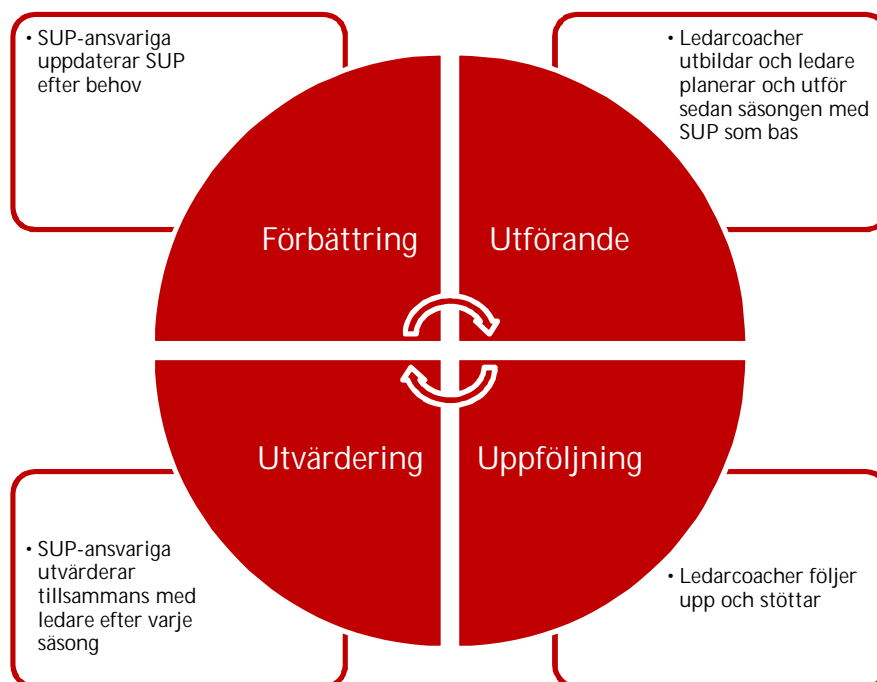 • SUP-ansvariga
uppdaterar SUP
efter behov
• Ledarcoacher
utbildar och ledare
planerar och utför
sedan säsongen med
SUP som bas
Förbättring
Utförande
Utvärdering
Uppföljning
• SUP-ansvariga
utvärderar
tillsammans med
ledare efter varje
säsong
• Ledarcoacher följer
upp och stöttar